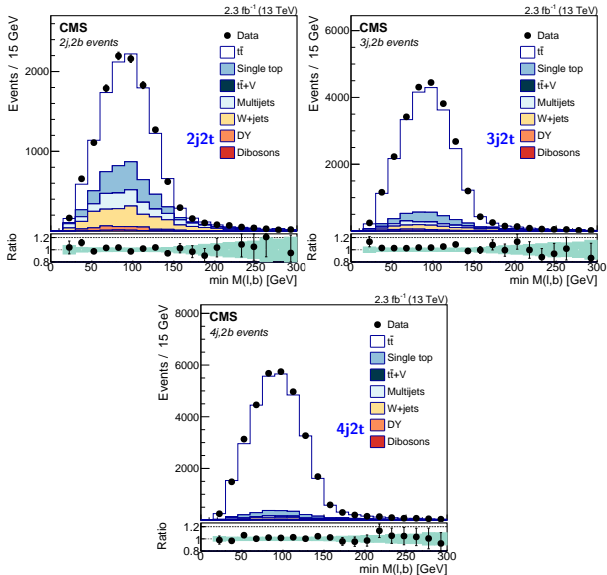 2.3 fb⁻¹ (13 TeV)
CMS
2j,2b events
Events / 15 GeV
2000
1000
Data
tt̄
Single top
tt̄+V
Multijets
W+jets
DY
Dibosons
2j2t
Ratio
1.2
1
0.8
0 50 100 150 200 250 300
min M(l,b) [GeV]
2.3 fb⁻¹ (13 TeV)
CMS
3j,2b events
Events / 15 GeV
6000
4000
2000
Data
tt̄
Single top
tt̄+V
Multijets
W+jets
DY
Dibosons
3j2t
Ratio
1.2
1
0.8
0 50 100 150 200 250 300
min M(l,b) [GeV]
2.3 fb⁻¹ (13 TeV)
CMS
4j,2b events
Events / 15 GeV
8000
6000
4000
2000
Data
tt̄
Single top
tt̄+V
Multijets
W+jets
DY
Dibosons
4j2t
Ratio
1.2
1
0.8
0 50 100 150 200 250 300
min M(l,b) [GeV]